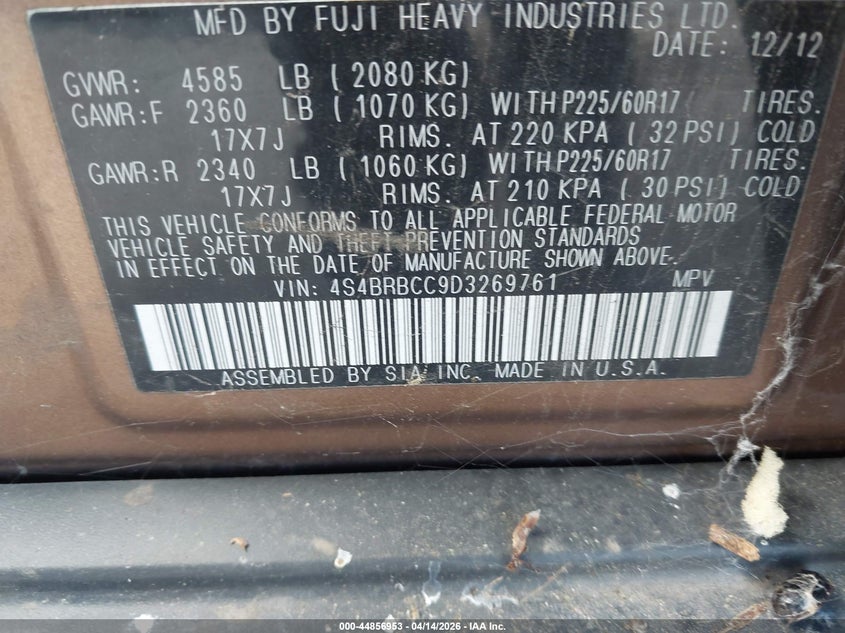 MFD BY FUJI HEAVY INDUSTRIES LTD.
DATE: 12/12
GVWR: 4585 LB ( 2080 KG)
GAWR:F 2360 LB ( 1070 KG) WITH P225/60R17 TIRES.
17X7J RIMS. AT 220 KPA ( 32 PSI) COLD
GAWR:R 2340 LB ( 1060 KG) WITH P225/60R17 TIRES.
17X7J RIMS. AT 210 KPA ( 30 PSI) COLD
THIS VEHICLE CONFORMS TO ALL APPLICABLE FEDERAL MOTOR
VEHICLE SAFETY AND THEFT PREVENTION STANDARDS
IN EFFECT ON THE DATE OF MANUFACTURE SHOWN ABOVE.
VIN: 4S4BRBCC9D3269761 MPV
ASSEMBLED BY SIA, INC. MADE IN U.S.A.
000-44856953 - 04/14/2026 - IAA Inc.